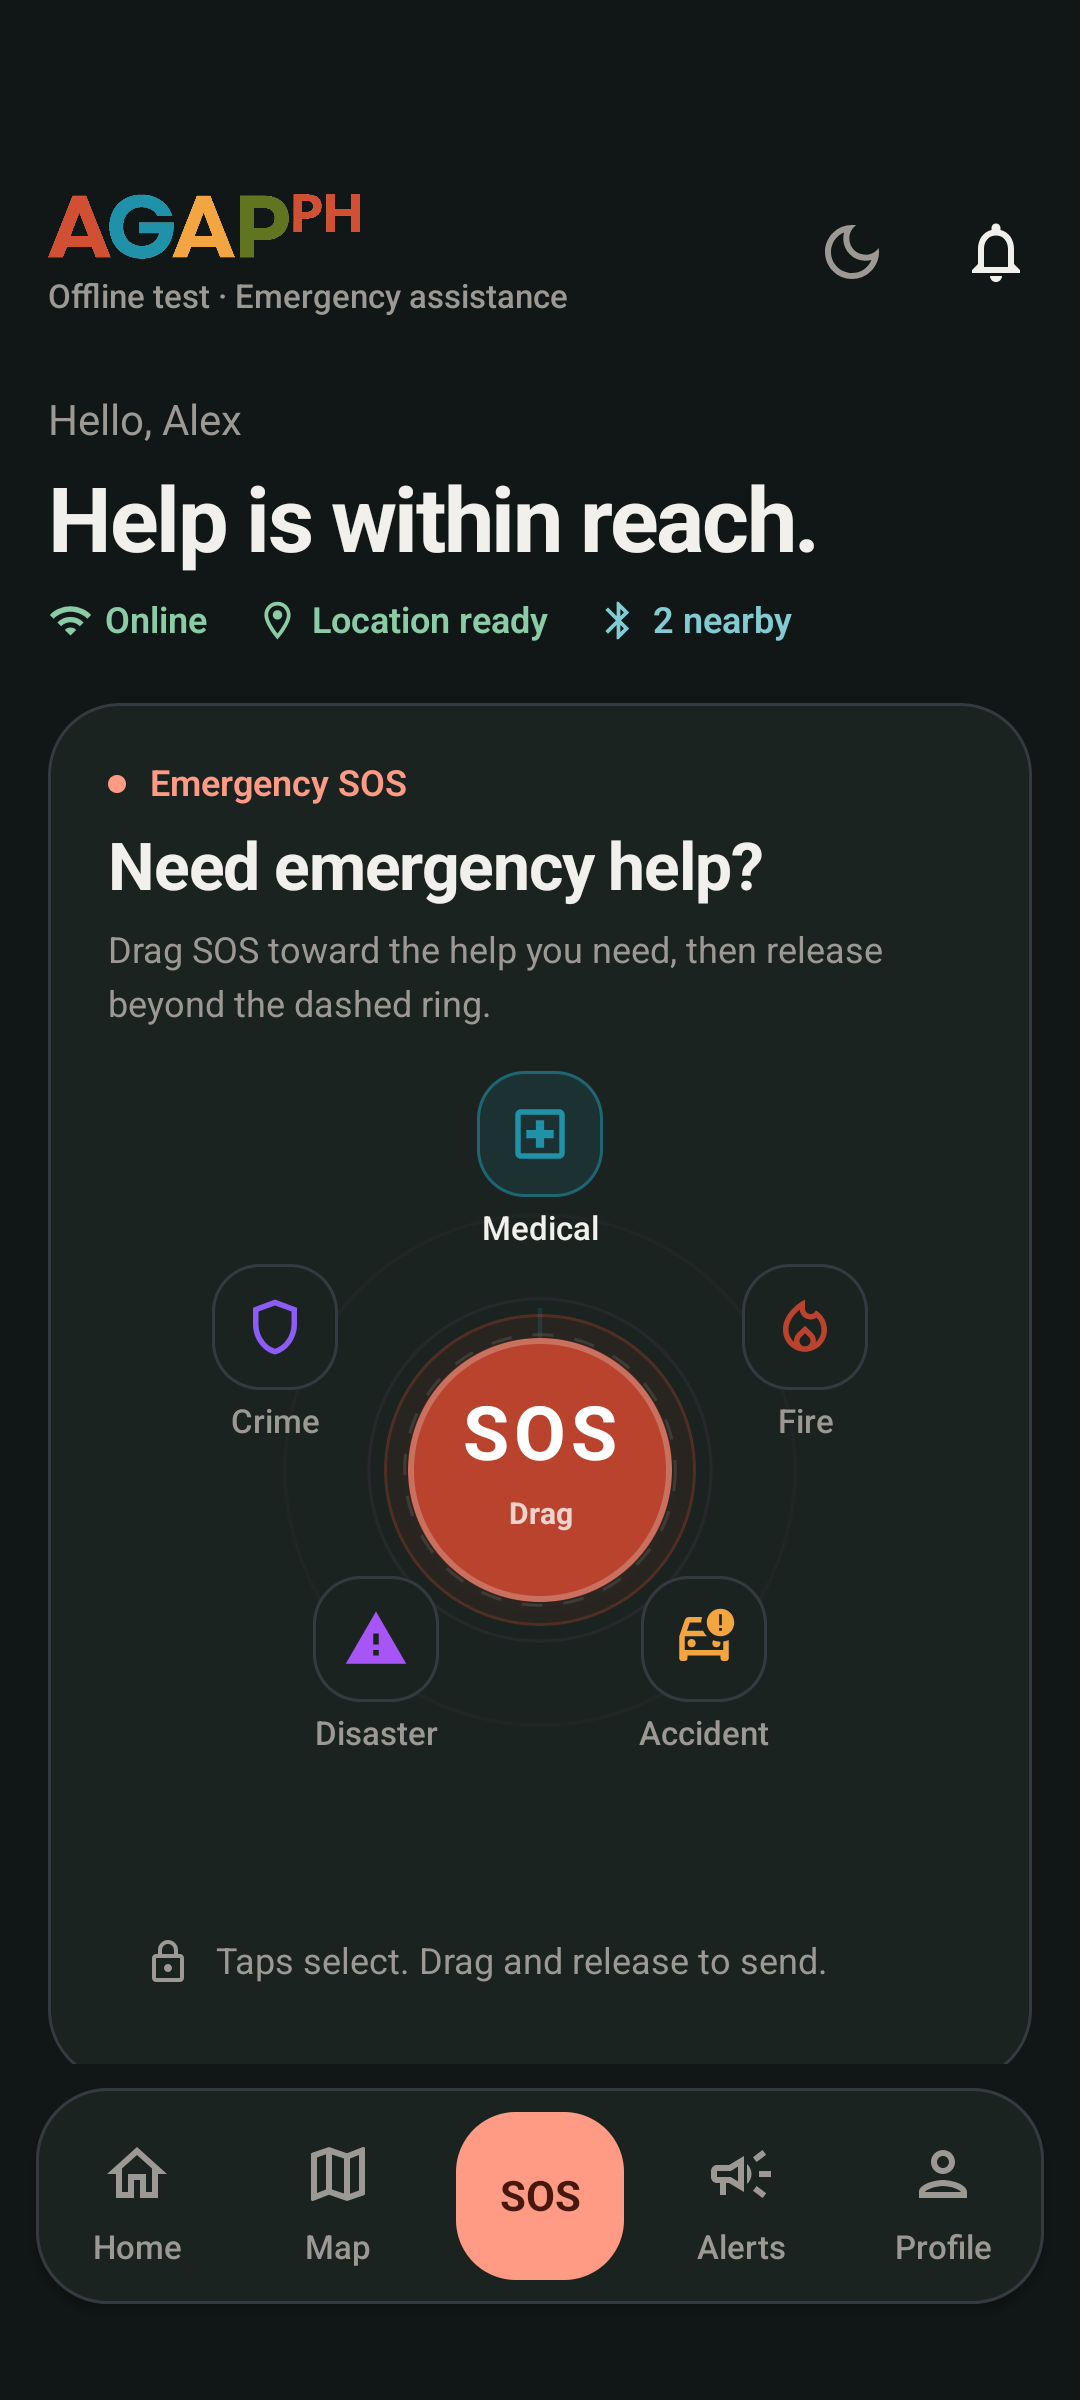 AGAPPH
Offline test · Emergency assistance
Hello, Alex
Help is within reach.
Online
Location ready
2 nearby
Emergency SOS
Need emergency help?
Drag SOS toward the help you need, then release
beyond the dashed ring.
Medical
Crime
Fire
SOS
Drag
Disaster
Accident
Taps select. Drag and release to send.
Home
Map
SOS
Alerts
Profile